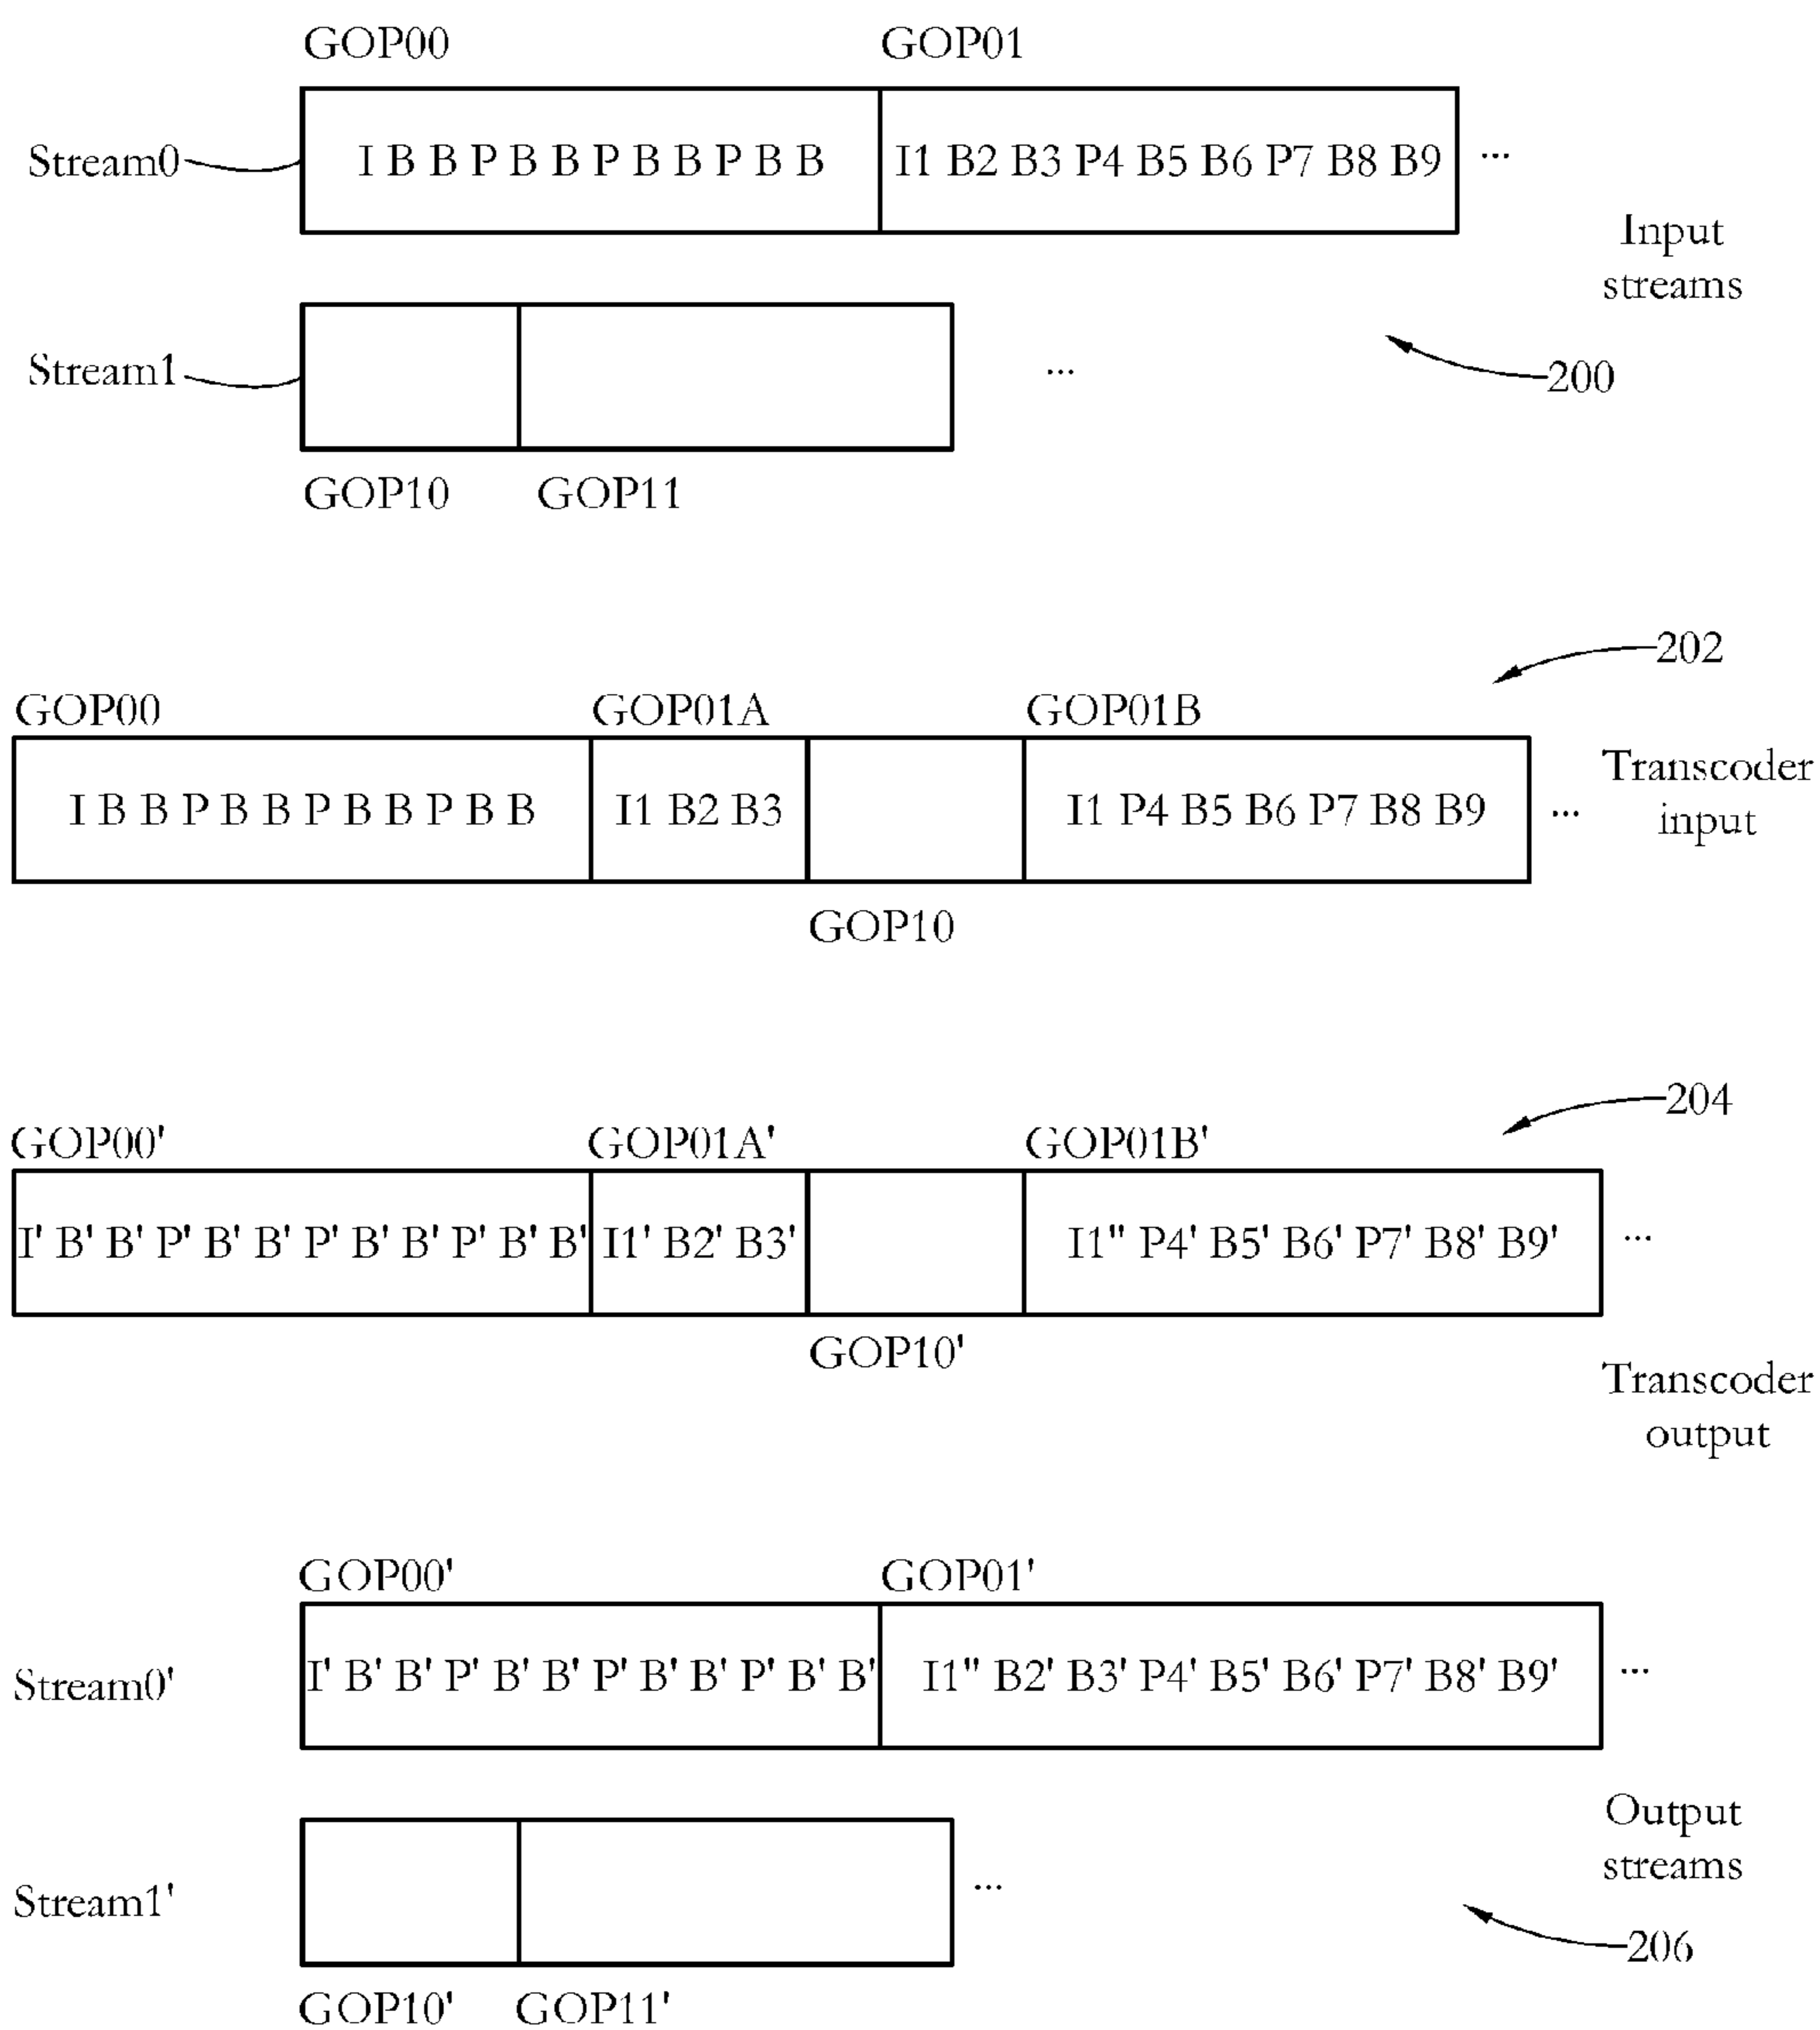 GOP00 GOP01
Stream0 I B B P B B P B B P B B I1 B2 B3 P4 B5 B6 P7 B8 B9 ...
Input
streams
Stream1 ... 200
GOP10 GOP11
202
GOP00 GOP01A GOP01B
I B B P B B P B B P B B I1 B2 B3 I1 P4 B5 B6 P7 B8 B9 ...
Transcoder
input
GOP10
204
GOP00' GOP01A' GOP01B'
I' B' B' P' B' B' P' B' B' P' B' B' I1' B2' B3' I1" P4' B5' B6' P7' B8' B9' ...
GOP10'
Transcoder
output
GOP00' GOP01'
Stream0' I' B' B' P' B' B' P' B' B' P' B' B' I1" B2' B3' P4' B5' B6' P7' B8' B9' ...
Output
streams
Stream1' ...
206
GOP10' GOP11'